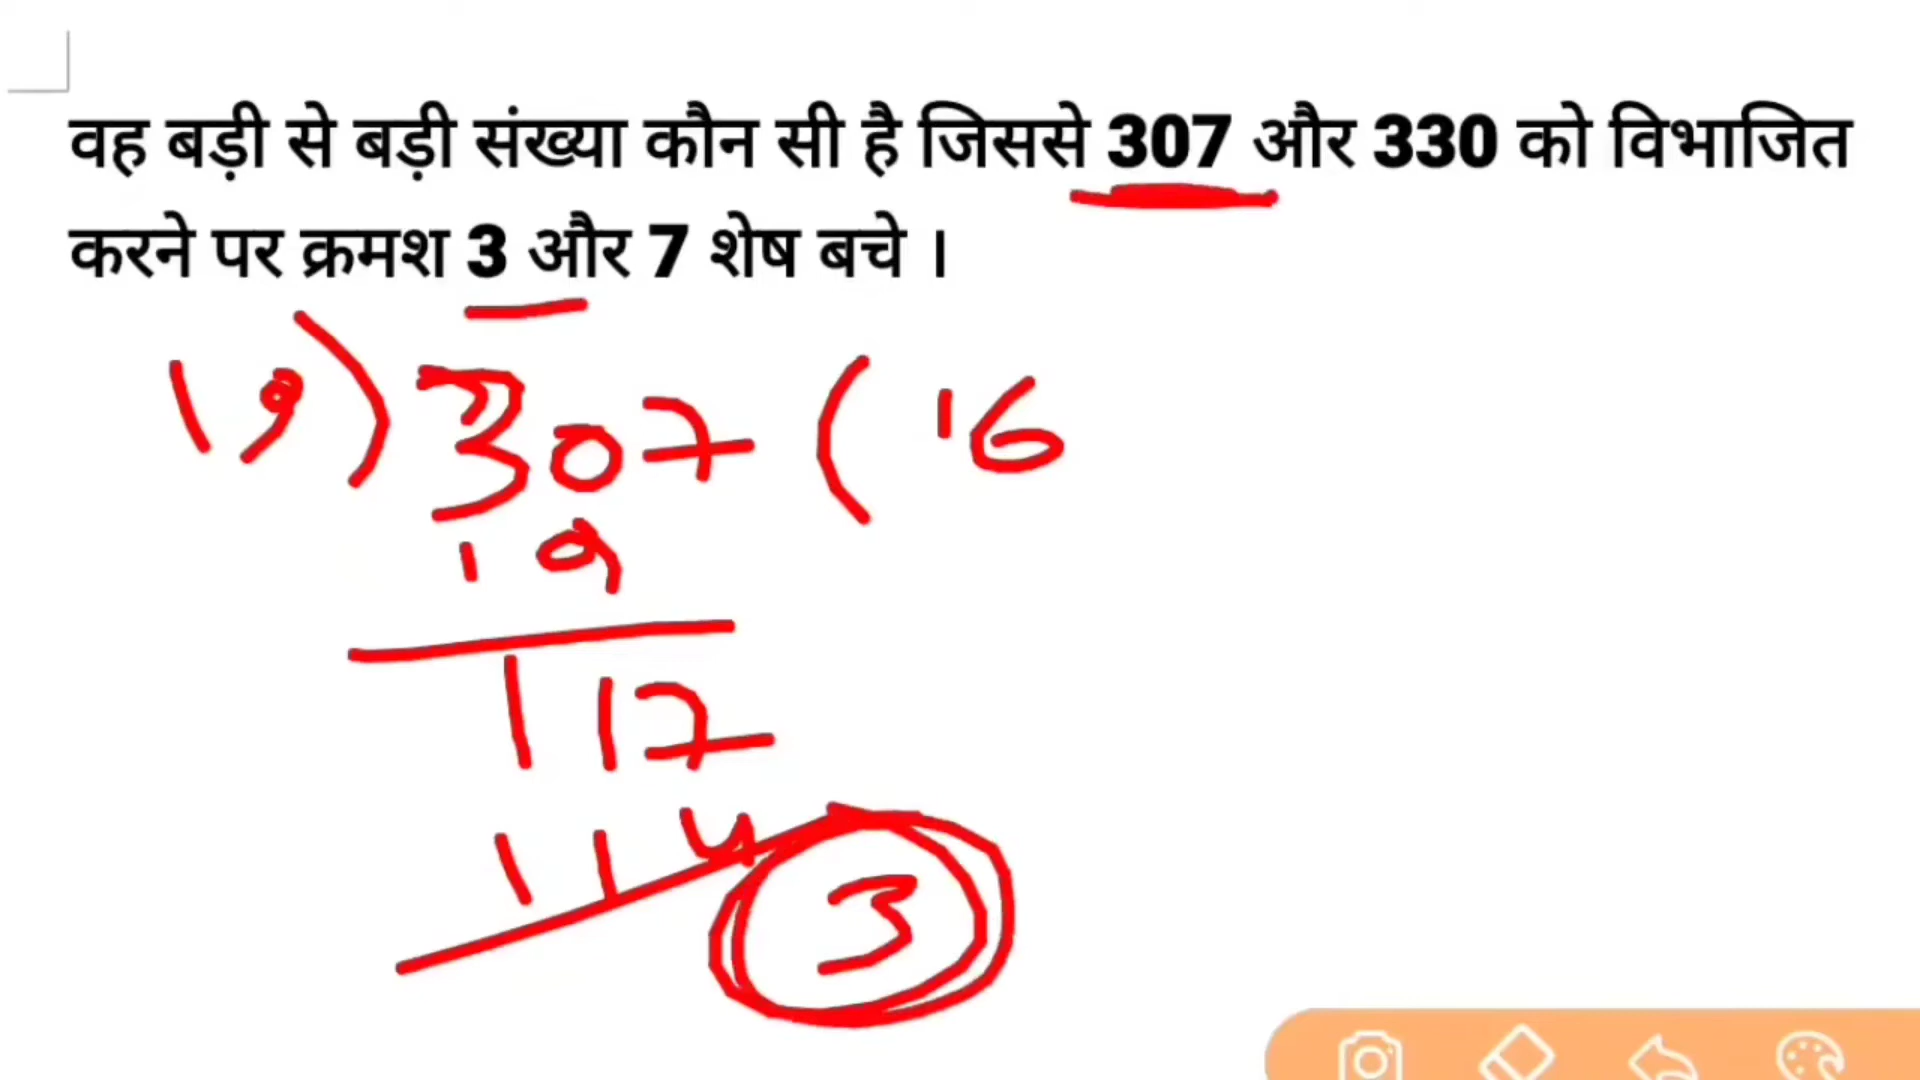 वह बड़ी से बड़ी संख्या कौन सी है जिससे 307 और 330 को विभाजित
करने पर क्रमश 3 और 7 शेष बचे ।
19)307(16
19
117
114
3